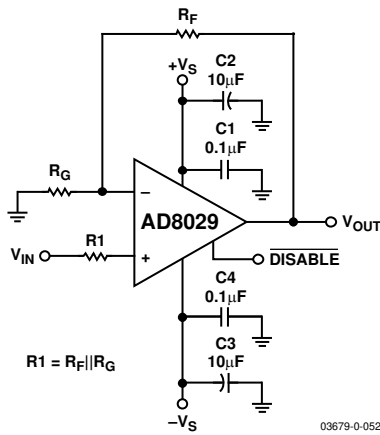 RF
+VS
C2
10μF
C1
0.1μF
RG
–
AD8029
VOUT
VIN
R1
+
DISABLE
C4
0.1μF
R1 = RF||RG
C3
10μF
–VS
03679-0-052